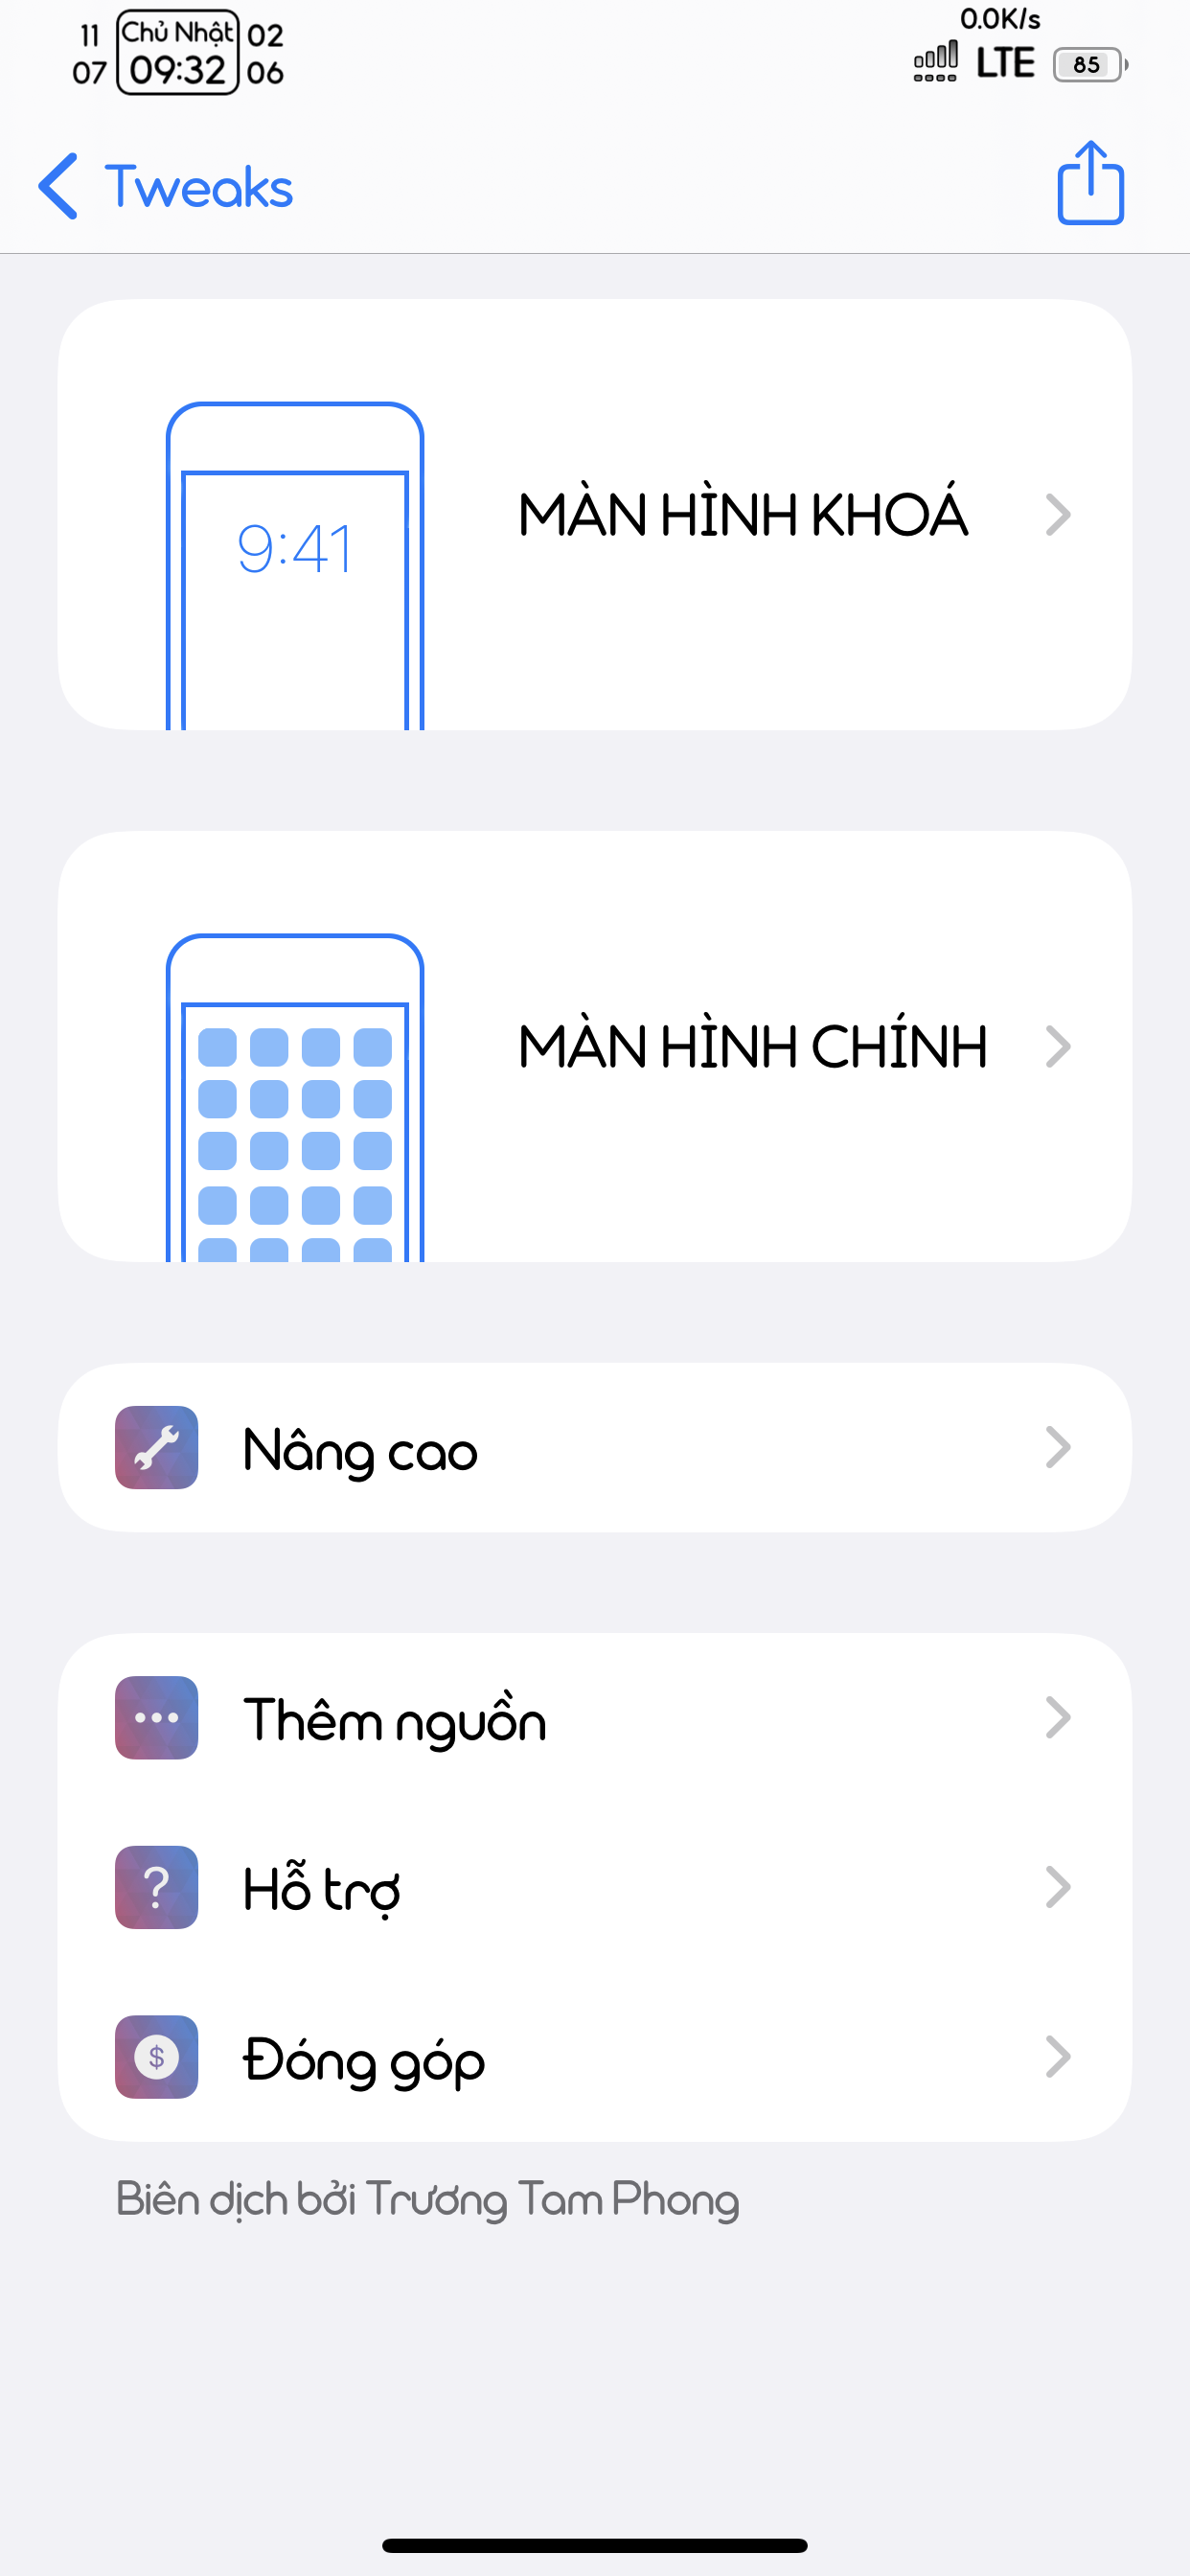 11 Chủ Nhật 02
07 09:32 06
0.0K/s
LTE 85
Tweaks
9:41
MÀN HÌNH KHOÁ
MÀN HÌNH CHÍNH
Nâng cao
Thêm nguồn
Hỗ trợ
Đóng góp
Biên dịch bởi Trương Tam Phong